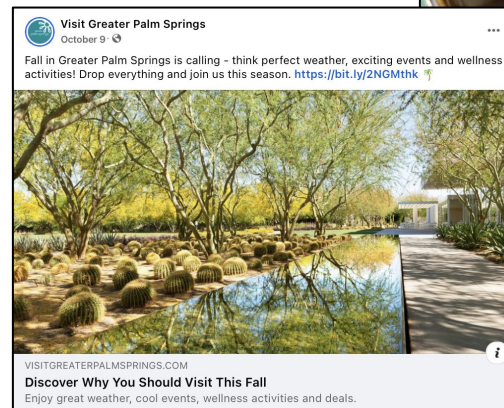 Visit Greater Palm Springs
October 9 ·
Fall in Greater Palm Springs is calling - think perfect weather, exciting events and wellness
activities! Drop everything and join us this season. https://bit.ly/2NGMthk
i
VISITGREATERPALMSPRINGS.COM
Discover Why You Should Visit This Fall
Enjoy great weather, cool events, wellness activities and deals.